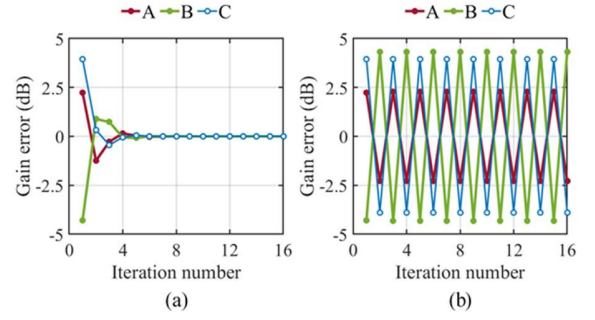 A B C
Gain error (dB)
5
2.5
0
-2.5
-5
0 4 8 12 16
Iteration number
(a)
A B C
Gain error (dB)
5
2.5
0
-2.5
-5
0 4 8 12 16
Iteration number
(b)